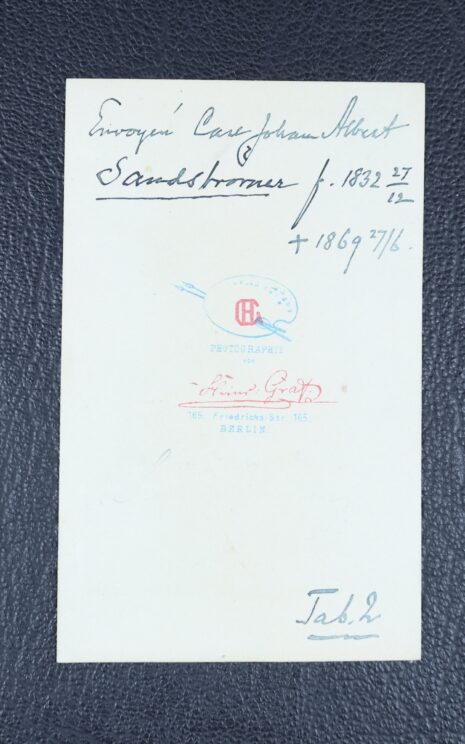 Envoyén Carl Johan Albert
Sandströmer f. 1832 27/12
+ 1869 27/6.
GH
PHOTOGRAPHIE
VON
Heinr. Graf
165. Friedrichs Str. 165.
BERLIN.
Tab. 2